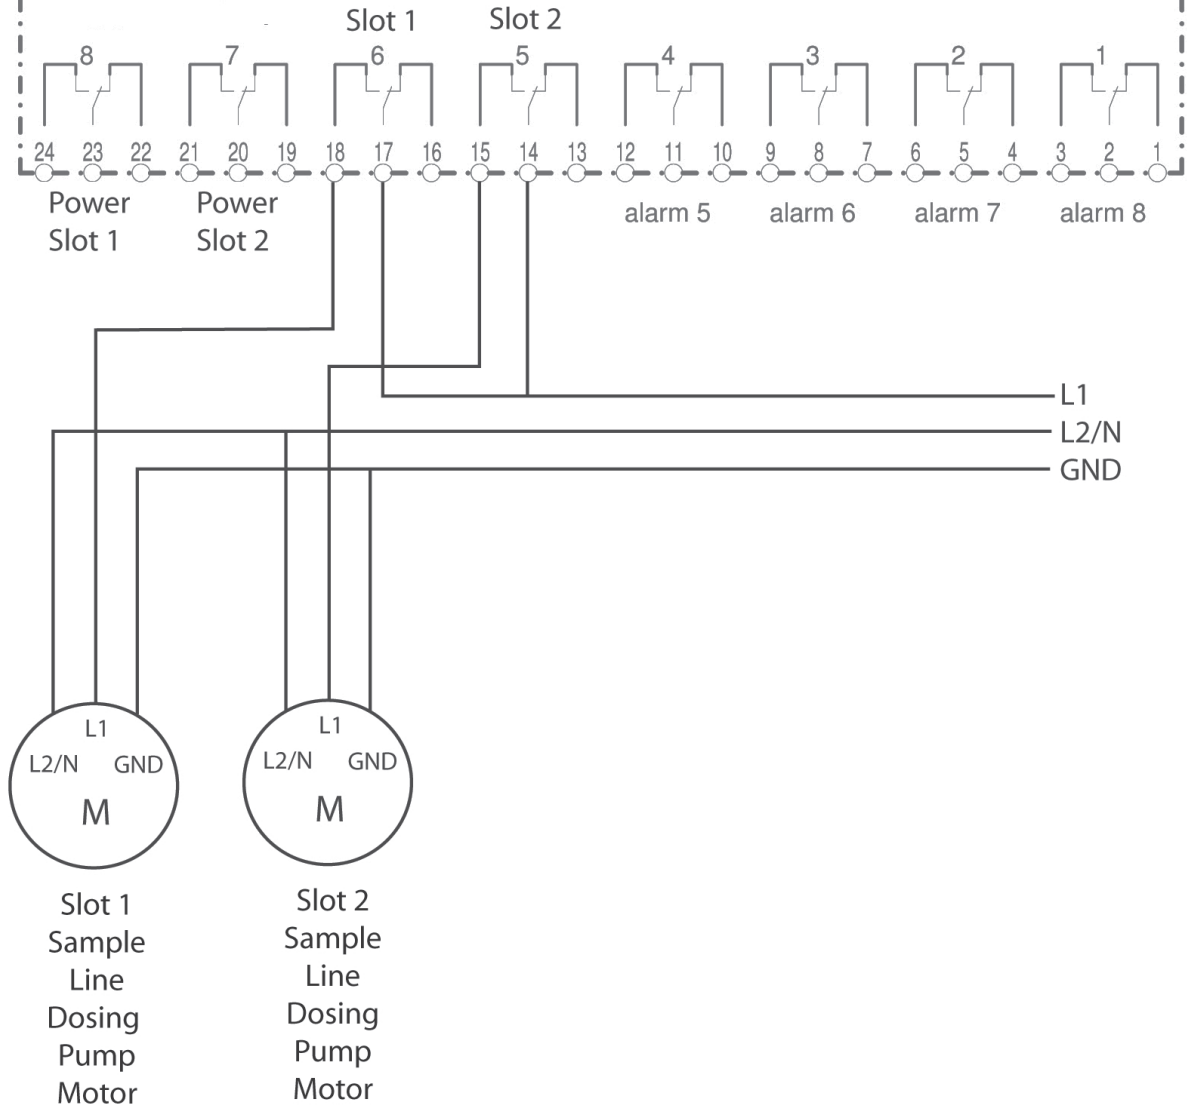 Slot 1
Slot 2
8 7 6 5 4 3 2 1
24 23 22 21 20 19 18 17 16 15 14 13 12 11 10 9 8 7 6 5 4 3 2 1
Power
Slot 1
Power
Slot 2
alarm 5
alarm 6
alarm 7
alarm 8
L1
L2/N
GND
L1
L2/N GND
M
L1
L2/N GND
M
Slot 1
Sample
Line
Dosing
Pump
Motor
Slot 2
Sample
Line
Dosing
Pump
Motor